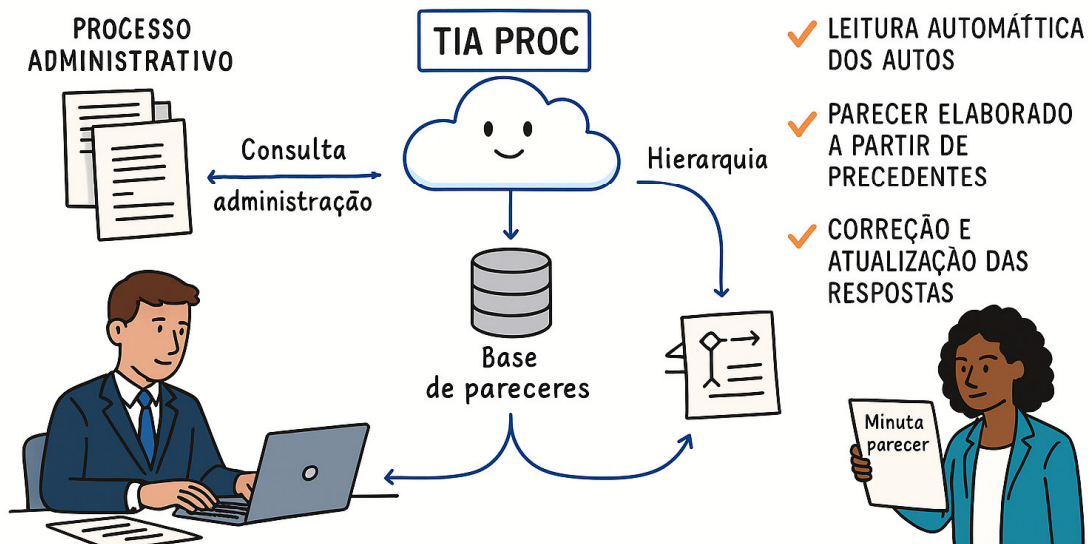 PROCESSO
ADMINISTRATIVO
TIA PROC
Consulta
administração
Hierarquia
Base
de pareceres
LEITURA AUTOMÁTTICA
DOS AUTOS
PARECER ELABORADO
A PARTIR DE
PRECEDENTES
CORREÇÃO E
ATUALIZAÇÀO DAS
RESPOSTAS
Minuta
parecer